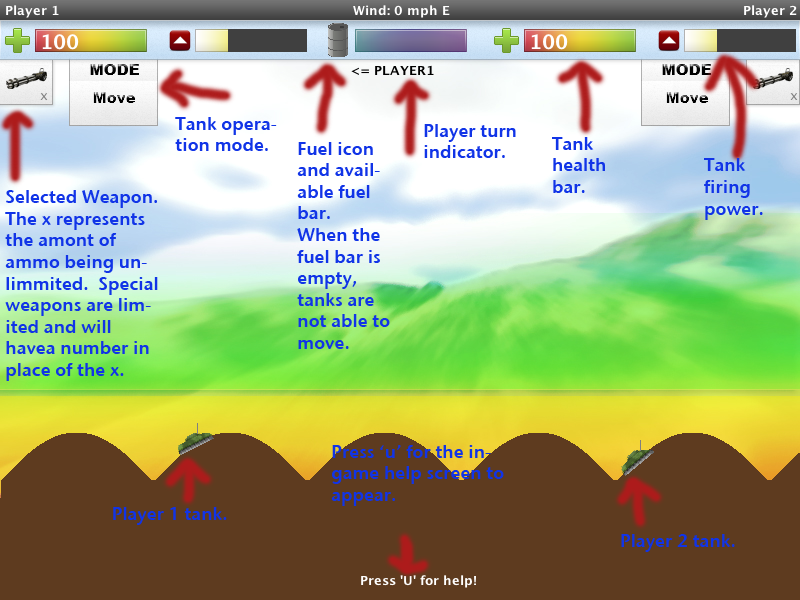 Player 1
Wind: 0 mph E
Player 2
100
100
<= PLAYER1
MODE
Move
x
MODE
Move
x
Tank opera-
tion mode.
Fuel icon
and avail-
able fuel
bar.
When the
fuel bar is
empty,
tanks are
not able to
move.
Player turn
indicator.
Tank
health
bar.
Tank
firing
power.
Selected Weapon.
The x represents
the amont of
ammo being un-
limmited.  Special
weapons are lim-
ited and will
havea number in
place of the x.
Press 'u' for the in-
game help screen to
appear.
Player 1 tank.
Player 2 tank.
Press 'U' for help!